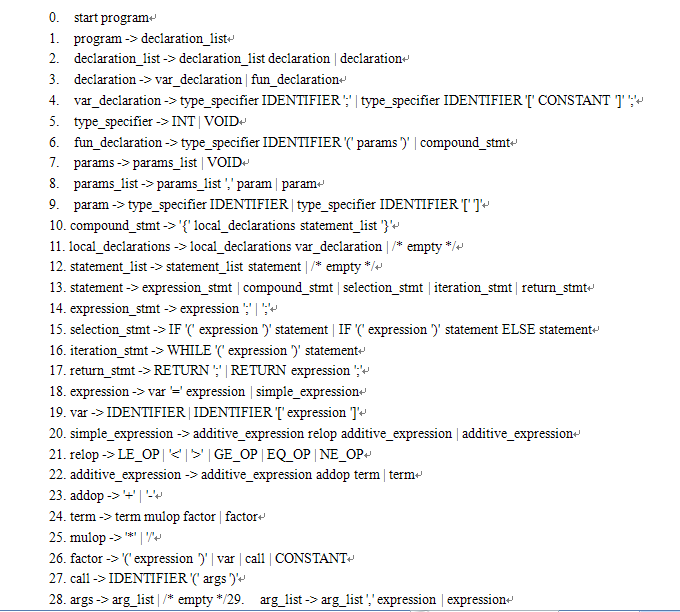 0. start program↵
1. program -> declaration_list↵
2. declaration_list -> declaration_list declaration | declaration↵
3. declaration -> var_declaration | fun_declaration↵
4. var_declaration -> type_specifier IDENTIFIER ';' | type_specifier IDENTIFIER '[' CONSTANT ']' ';'↵
5. type_specifier -> INT | VOID↵
6. fun_declaration -> type_specifier IDENTIFIER '(' params ')' | compound_stmt↵
7. params -> params_list | VOID↵
8. params_list -> params_list ',' param | param↵
9. param -> type_specifier IDENTIFIER | type_specifier IDENTIFIER '[' ']'↵
10. compound_stmt -> '{' local_declarations statement_list '}'↵
11. local_declarations -> local_declarations var_declaration | /* empty */↵
12. statement_list -> statement_list statement | /* empty */↵
13. statement -> expression_stmt | compound_stmt | selection_stmt | iteration_stmt | return_stmt↵
14. expression_stmt -> expression ';' | ';'↵
15. selection_stmt -> IF '(' expression ')' statement | IF '(' expression ')' statement ELSE statement↵
16. iteration_stmt -> WHILE '(' expression ')' statement↵
17. return_stmt -> RETURN ';' | RETURN expression ';'↵
18. expression -> var '=' expression | simple_expression↵
19. var -> IDENTIFIER | IDENTIFIER '[' expression ']'↵
20. simple_expression -> additive_expression relop additive_expression | additive_expression↵
21. relop -> LE_OP | '<' | '>' | GE_OP | EQ_OP | NE_OP↵
22. additive_expression -> additive_expression addop term | term↵
23. addop -> '+' | '-'↵
24. term -> term mulop factor | factor↵
25. mulop -> '*' | '/'↵
26. factor -> '(' expression ')' | var | call | CONSTANT↵
27. call -> IDENTIFIER '(' args ')'↵
28. args -> arg_list | /* empty */29. arg_list -> arg_list ',' expression | expression↵